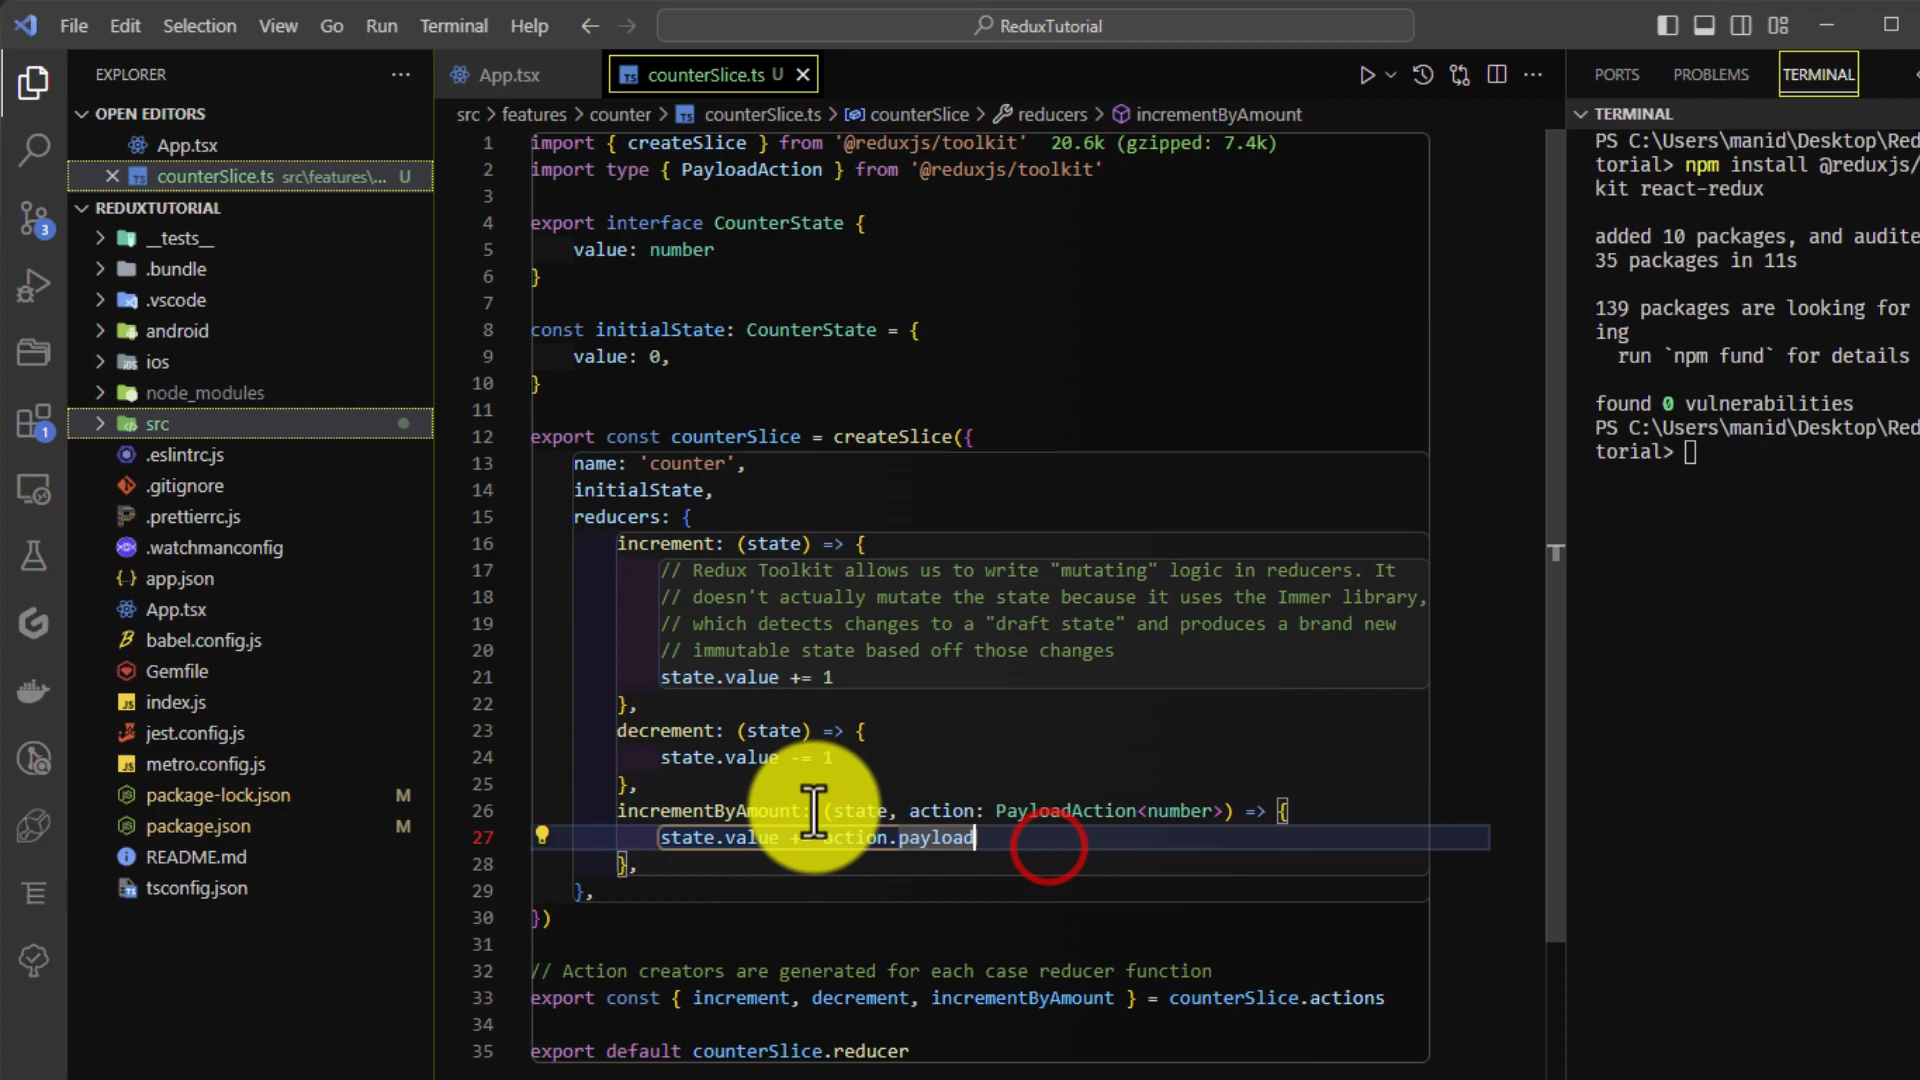 File Edit Selection View Go Run Terminal Help ReduxTutorial
EXPLORER
OPEN EDITORS
App.tsx
counterSlice.ts src\features\... U
REDUXTUTORIAL
__tests__
.bundle
.vscode
android
ios
node_modules
src
.eslintrc.js
.gitignore
.prettierrc.js
.watchmanconfig
app.json
App.tsx
babel.config.js
Gemfile
index.js
jest.config.js
metro.config.js
package-lock.json M
package.json M
README.md
tsconfig.json
3
1
App.tsx
counterSlice.ts U
src > features > counter > counterSlice.ts > counterSlice > reducers > incrementByAmount
1 import { createSlice } from '@reduxjs/toolkit' 20.6k (gzipped: 7.4k)
2 import type { PayloadAction } from '@reduxjs/toolkit'
3
4 export interface CounterState {
5 value: number
6 }
7
8 const initialState: CounterState = {
9 value: 0,
10 }
11
12 export const counterSlice = createSlice({
13 name: 'counter',
14 initialState,
15 reducers: {
16 increment: (state) => {
17 // Redux Toolkit allows us to write "mutating" logic in reducers. It
18 // doesn't actually mutate the state because it uses the Immer library,
19 // which detects changes to a "draft state" and produces a brand new
20 // immutable state based off those changes
21 state.value += 1
22 },
23 decrement: (state) => {
24 state.value -= 1
25 },
26 incrementByAmount: (state, action: PayloadAction<number>) => {
27 state.value += action.payload
28 },
29 },
30 })
31
32 // Action creators are generated for each case reducer function
33 export const { increment, decrement, incrementByAmount } = counterSlice.actions
34
35 export default counterSlice.reducer
PORTS PROBLEMS TERMINAL
TERMINAL
PS C:\Users\manid\Desktop\Red
torial> npm install @reduxjs/
kit react-redux
added 10 packages, and audite
35 packages in 11s
139 packages are looking for
ing
run `npm fund` for details
found 0 vulnerabilities
PS C:\Users\manid\Desktop\Red
torial>